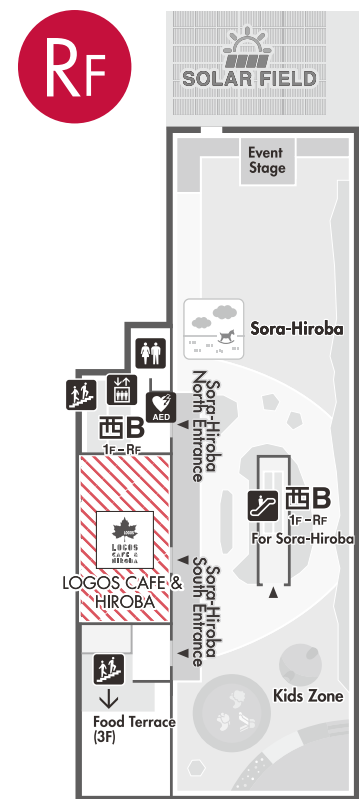 RF
SOLAR FIELD
Event
Stage
Sora-Hiroba
AED
Sora-Hiroba
North Entrance
西B
1F-RF
西B
1F-RF
For Sora-Hiroba
LOGOS
CAFE &
HIROBA
LOGOS CAFE &
HIROBA
Sora-Hiroba
South Entrance
Kids Zone
Food Terrace
(3F)